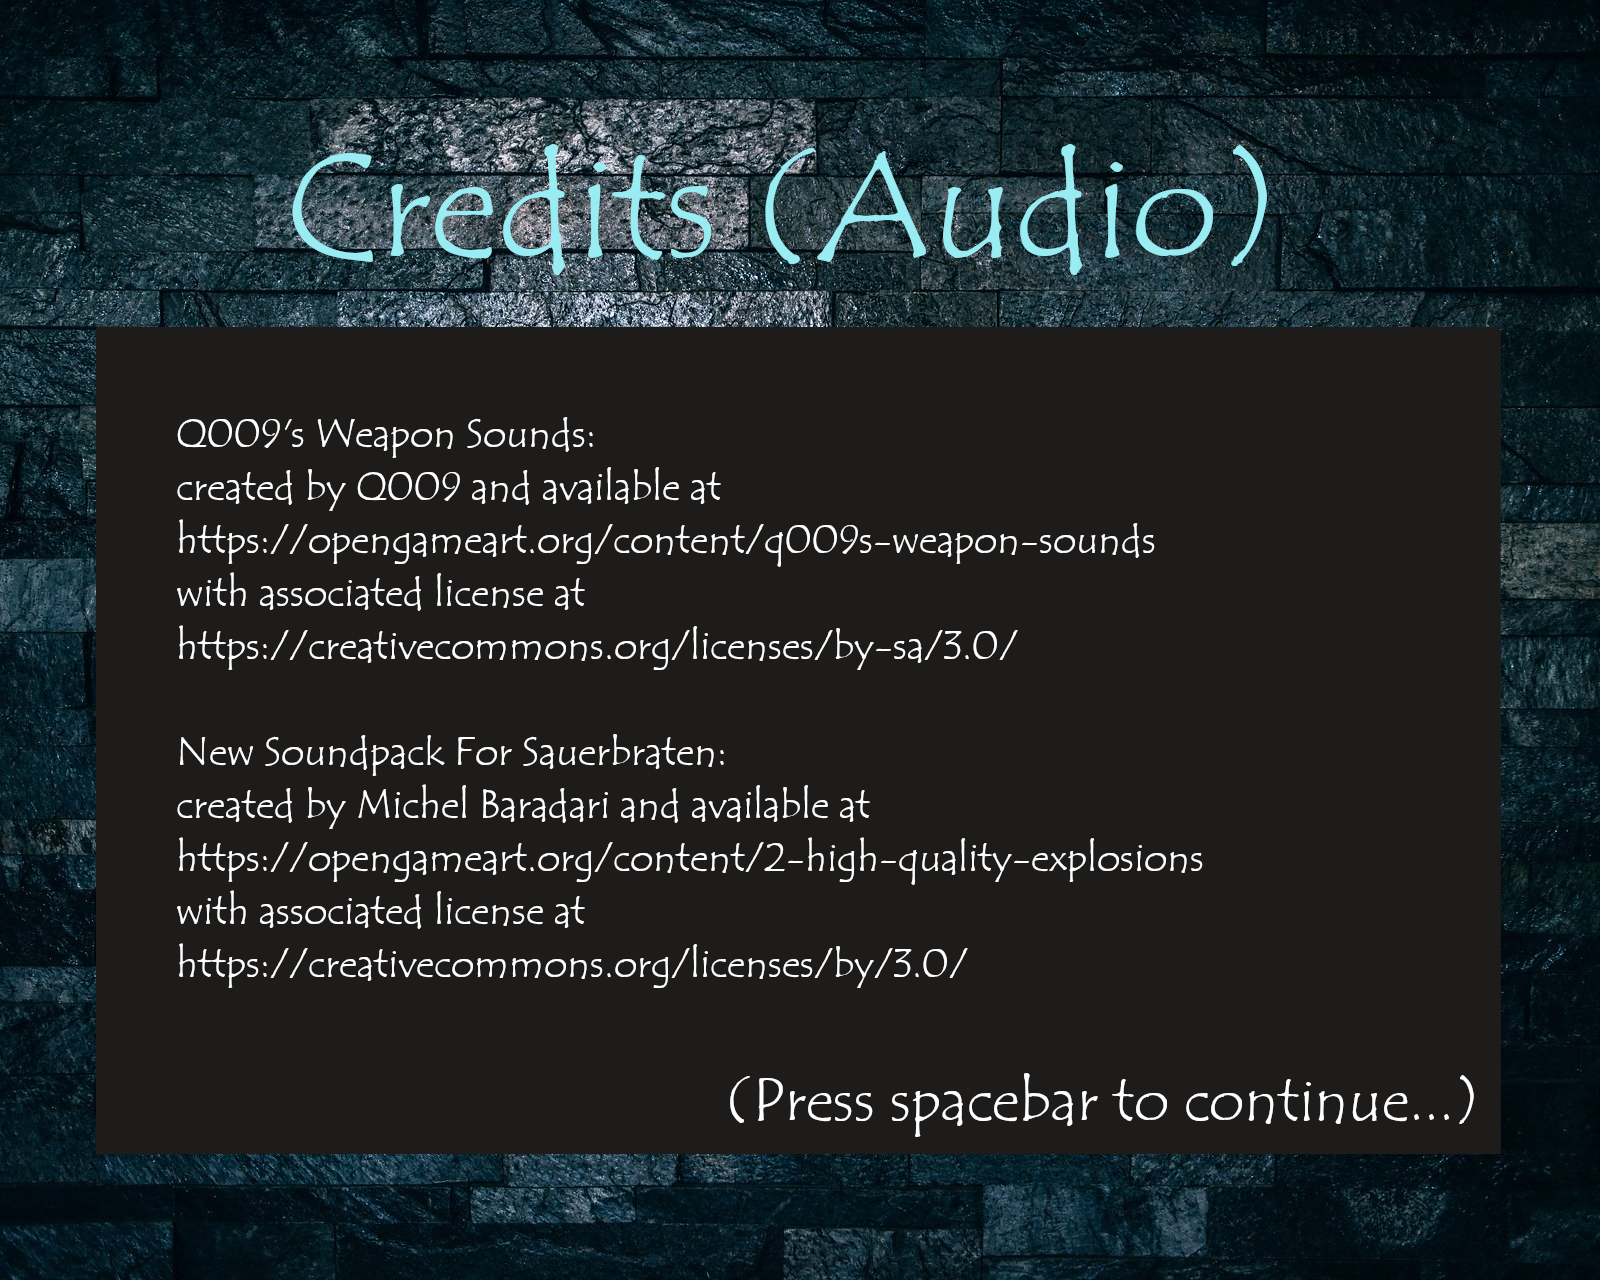 Credits (Audio)
Q009's Weapon Sounds:
created by Q009 and available at
https://opengameart.org/content/q009s-weapon-sounds
with associated license at
https://creativecommons.org/licenses/by-sa/3.0/
New Soundpack For Sauerbraten:
created by Michel Baradari and available at
https://opengameart.org/content/2-high-quality-explosions
with associated license at
https://creativecommons.org/licenses/by/3.0/
(Press spacebar to continue...)